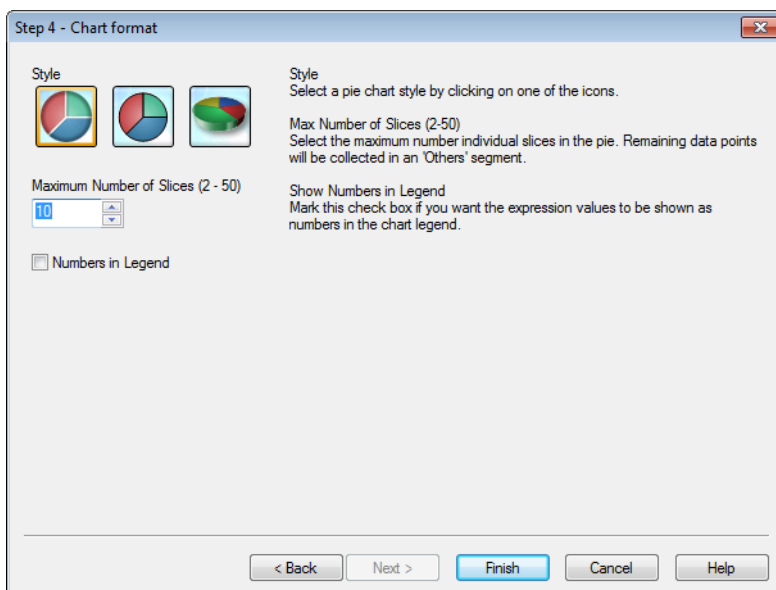 Step 4 - Chart format
Style
Maximum Number of Slices (2 - 50)
10
Numbers in Legend
Style
Select a pie chart style by clicking on one of the icons.
Max Number of Slices (2-50)
Select the maximum number individual slices in the pie. Remaining data points
will be collected in an 'Others' segment.
Show Numbers in Legend
Mark this check box if you want the expression values to be shown as
numbers in the chart legend.
< Back
Next >
Finish
Cancel
Help